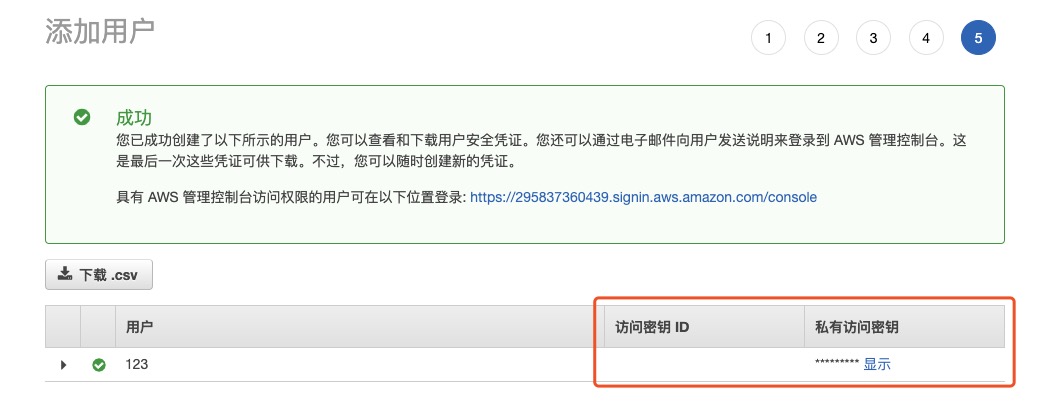 添加用户
1 2 3 4 5
成功
您已成功创建了以下所示的用户。您可以查看和下载用户安全凭证。您还可以通过电子邮件向用户发送说明来登录到 AWS 管理控制台。这
是最后一次这些凭证可供下载。不过，您可以随时创建新的凭证。
具有 AWS 管理控制台访问权限的用户可在以下位置登录: https://295837360439.signin.aws.amazon.com/console
下载 .csv
用户 访问密钥 ID 私有访问密钥
123 ********* 显示